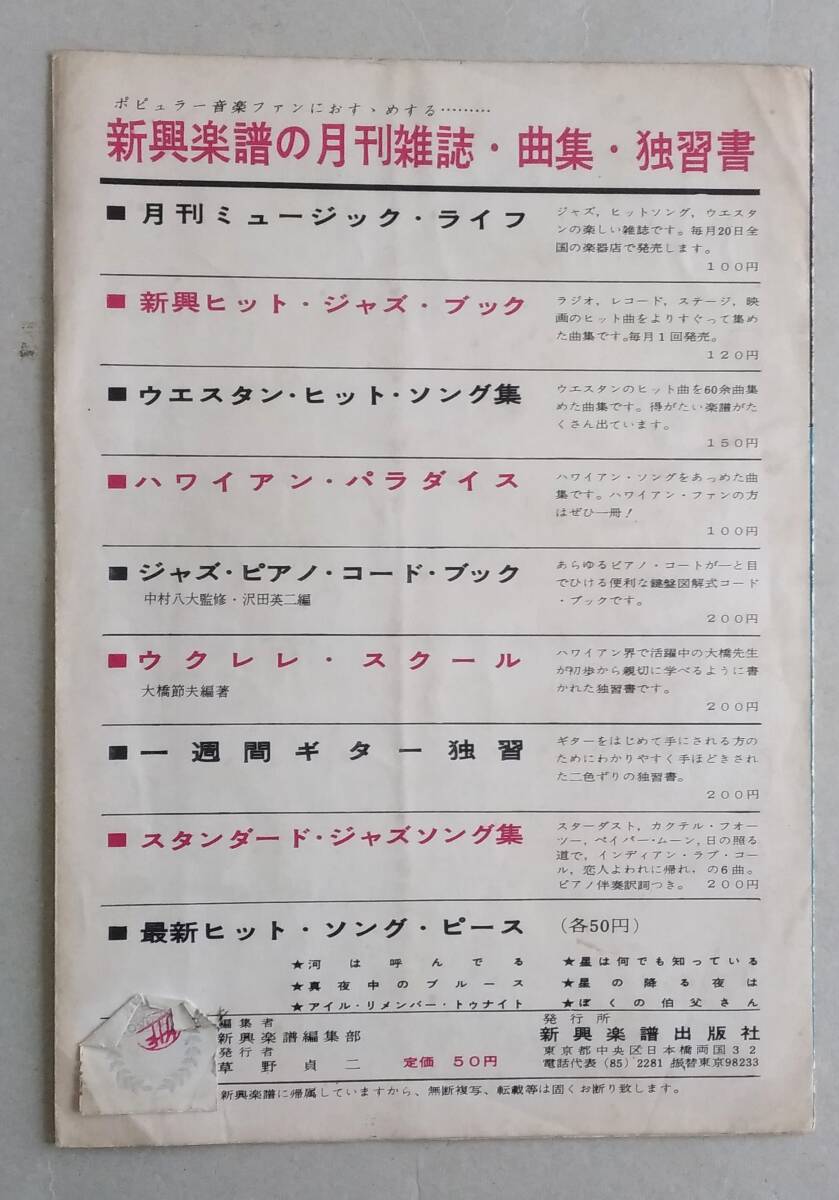 ポピュラー音楽ファンにおすゝめする………
新興楽譜の月刊雑誌・曲集・独習書
■ 月刊ミュージック・ライフ
ジャズ，ヒットソング，ウエスタ
ンの楽しい雑誌です。毎月20日全
国の楽器店で発売します。
100円
■ 新興ヒット・ジャズ・ブック
ラジオ，レコード，ステージ，映
画のヒット曲をよりすぐって集め
た曲集です。毎月1回発売。
120円
■ ウエスタン・ヒット・ソング集
ウエスタンのヒット曲を60余曲集
めた曲集です。得がたい楽譜がた
くさん出ています。
150円
■ ハワイアン・パラダイス
ハワイアン・ソングをあつめた曲
集です。ハワイアン・ファンの方
はぜひ一冊！
100円
■ ジャズ・ピアノ・コード・ブック
中村八大監修・沢田英二編
あらゆるピアノ・コートが一と目
でひける便利な鍵盤図解式コード
・ブックです。
200円
■ ウクレレ・スクール
大橋節夫編著
ハワイアン界で活躍中の大橋先生
が初歩から親切に学べるように書
かれた独習書です。
200円
■ 一週間ギター独習
ギターをはじめて手にされる方の
ためにわかりやすく手ほどきされ
た二色ずりの独習書。
200円
■ スタンダード・ジャズソング集
スターダスト，カクテル・フォー
ツー，ペイパー・ムーン，日の照る
道で，インディアン・ラブ・コー
ル，恋人よわれに帰れ，の6曲。
ピアノ伴奏訳詞つき。 200円
■ 最新ヒット・ソング・ピース （各50円）
★河は呼んでる ★星は何でも知っている
★真夜中のブルース ★星の降る夜は
★アイル・リメンバー・トゥナイト ★ぼくの伯父さん
編集者
新興楽譜編集部
発行者
草野貞二
定価 50円
発行所
新興楽譜出版社
東京都中央区日本橋両国32
電話代表（85）2281 振替東京98233
新興楽譜に帰属していますから、無断複写、転載等は固くお断り致します。